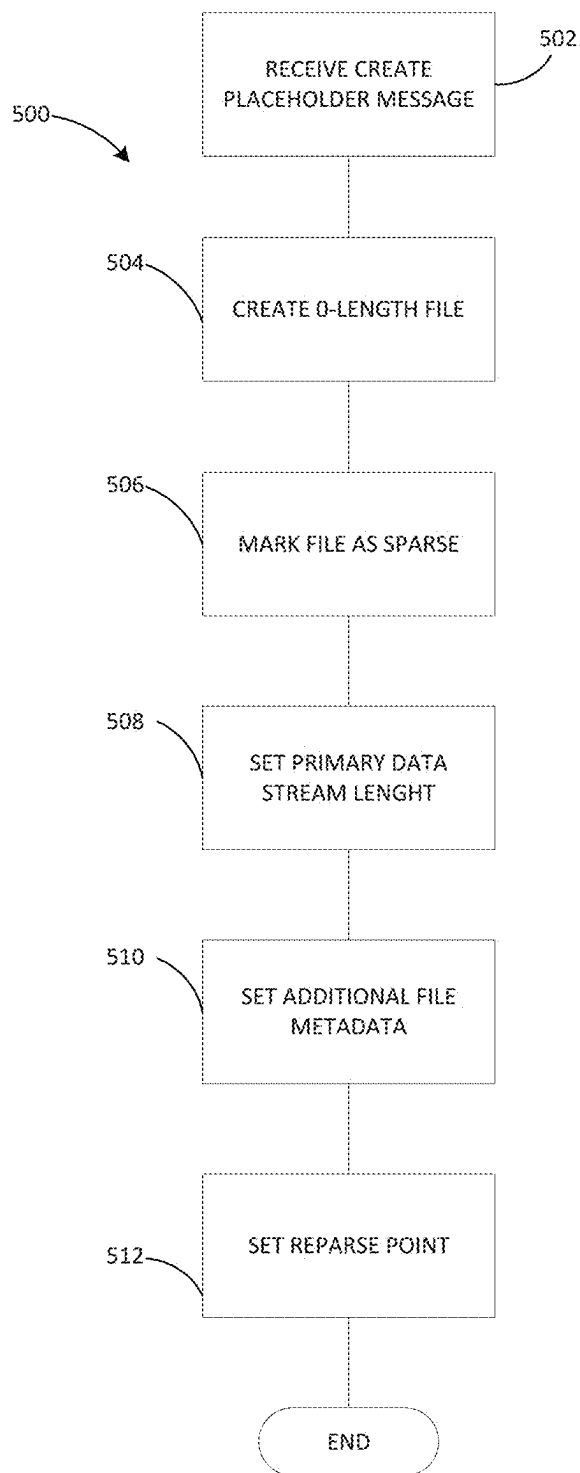 RECEIVE CREATE
PLACEHOLDER MESSAGE
502
500
504
CREATE 0-LENGTH FILE
506
MARK FILE AS SPARSE
508
SET PRIMARY DATA
STREAM LENGHT
510
SET ADDITIONAL FILE
METADATA
SET REPARSE POINT
512
END